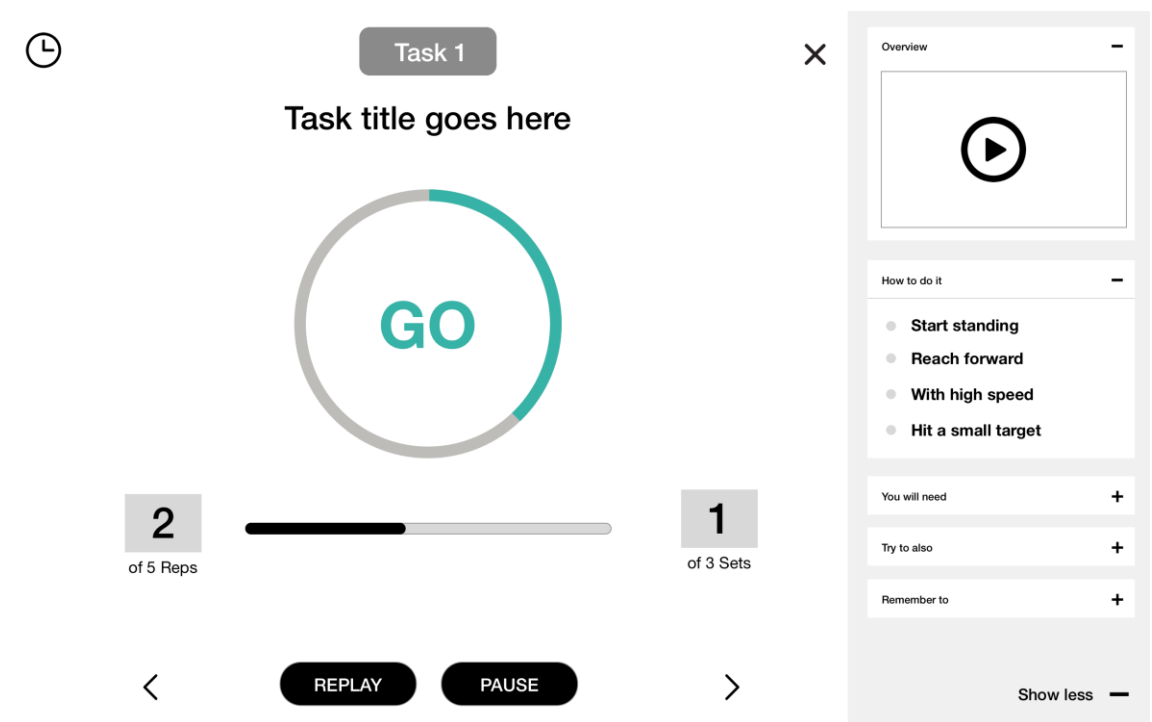 Task 1
Task title goes here
GO
2
of 5 Reps
1
of 3 Sets
REPLAY
PAUSE
Overview
How to do it
Start standing
Reach forward
With high speed
Hit a small target
You will need
Try to also
Remember to
Show less